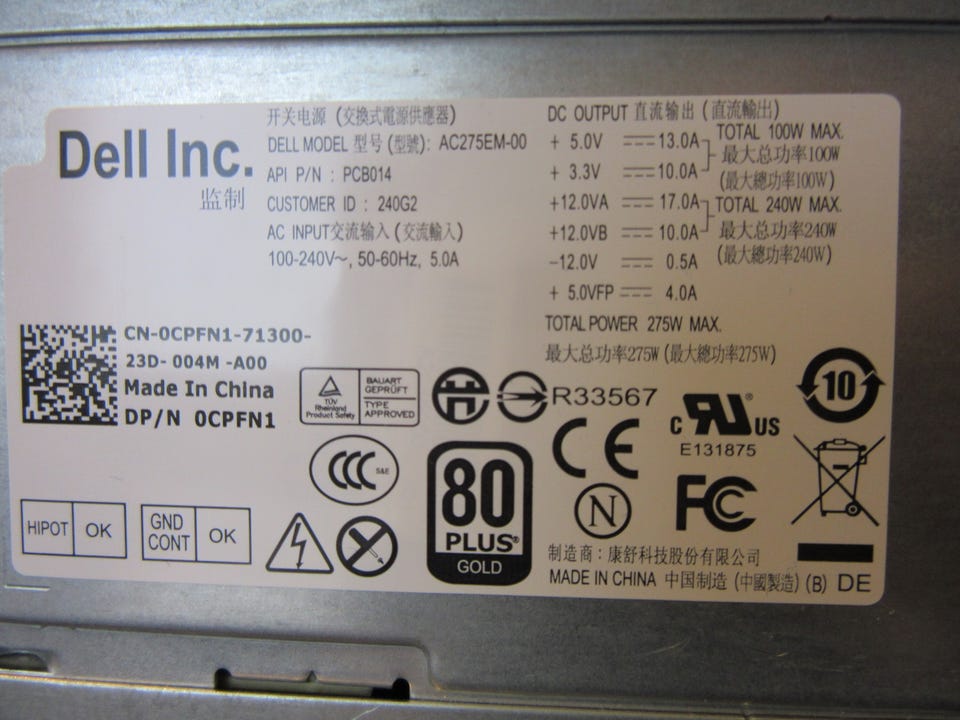 Dell Inc.
监制
开关电源 (交換式電源供應器)
DELL MODEL 型号 (型號): AC275EM-00
API P/N : PCB014
CUSTOMER ID : 240G2
AC INPUT交流输入 (交流輸入)
100-240V~, 50-60Hz, 5.0A
DC OUTPUT 直流输出 (直流輸出)
+ 5.0V 13.0A
+ 3.3V 10.0A
TOTAL 100W MAX.
最大总功率100W
(最大總功率100W)
+12.0VA 17.0A
+12.0VB 10.0A
TOTAL 240W MAX.
最大总功率240W
(最大總功率240W)
-12.0V 0.5A
+ 5.0VFP 4.0A
TOTAL POWER 275W MAX.
最大总功率275W (最大總功率275W)
CN-0CPFN1-71300-
23D- 004M -A00
Made In China
DP/N 0CPFN1
TÜV
Rheinland
Product Safety
BAUART
GEPRÜFT
TYPE
APPROVED
R33567
c RU® US
E131875
10
CCC S&E
80
PLUS®
GOLD
CE
N
FC
HIPOT OK
GND
CONT
OK
制造商：康舒科技股份有限公司
MADE IN CHINA 中国制造 (中國製造) (B) DE